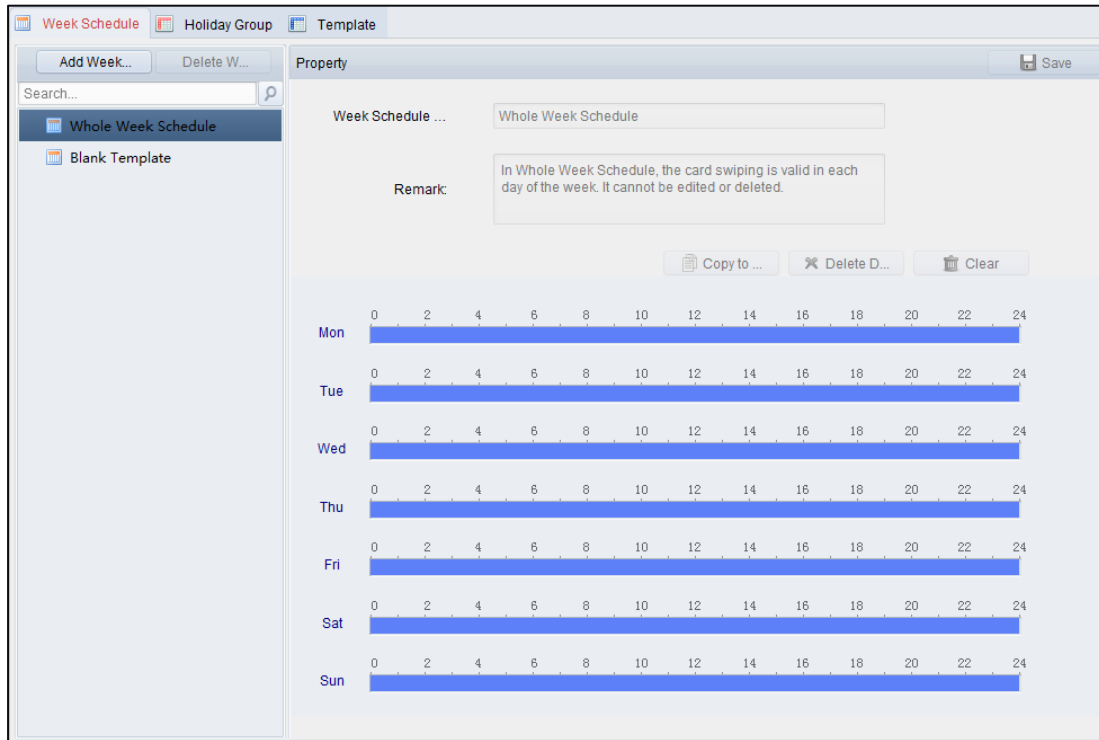 Week Schedule Holiday Group Template
Add Week... Delete W... Property Save
Search...
Week Schedule ... Whole Week Schedule
Whole Week Schedule
Blank Template
Remark: In Whole Week Schedule, the card swiping is valid in each
day of the week. It cannot be edited or deleted.
Copy to ... Delete D... Clear
0 2 4 6 8 10 12 14 16 18 20 22 24
Mon
0 2 4 6 8 10 12 14 16 18 20 22 24
Tue
0 2 4 6 8 10 12 14 16 18 20 22 24
Wed
0 2 4 6 8 10 12 14 16 18 20 22 24
Thu
0 2 4 6 8 10 12 14 16 18 20 22 24
Fri
0 2 4 6 8 10 12 14 16 18 20 22 24
Sat
0 2 4 6 8 10 12 14 16 18 20 22 24
Sun